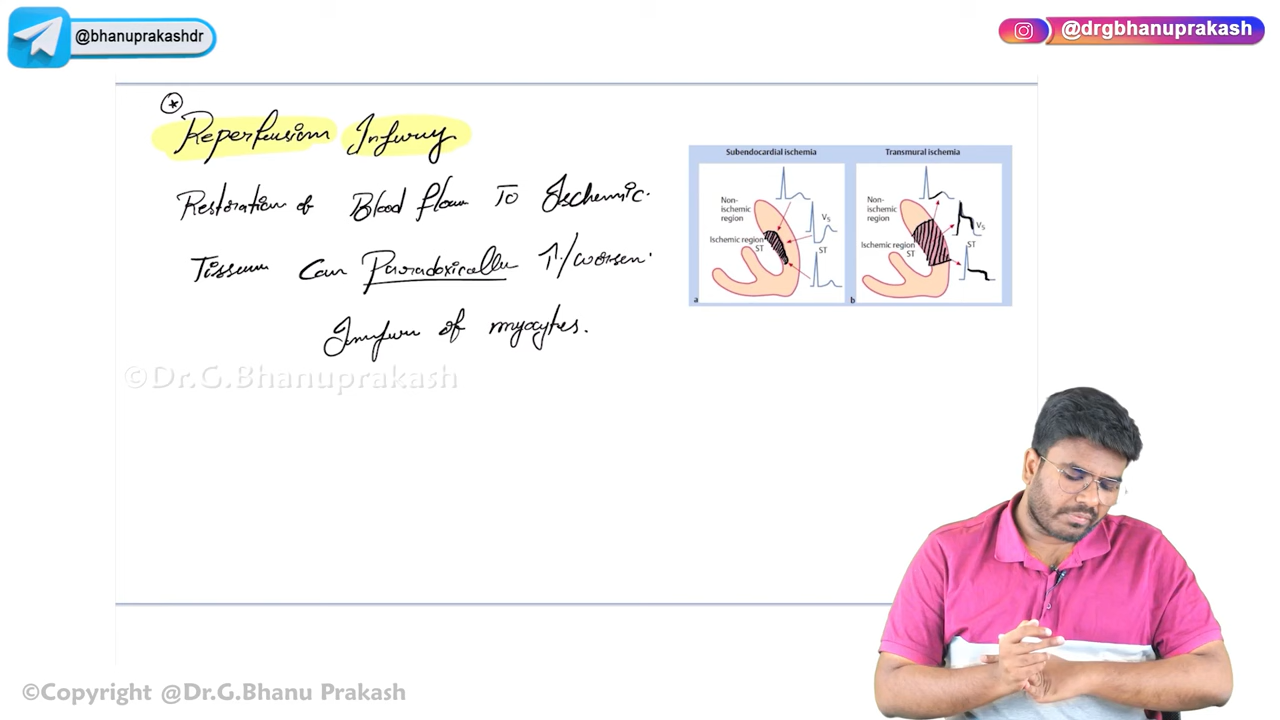 @bhanuprakashdr
@drgbhanuprakash
Reperfusion Injury
Restoration of Blood flow To Ischemic.
Tissue Can Paradoxically ↑/worsen.
Injury of myocytes.
©Dr.G.Bhanuprakash
Subendocardial ischemia
Non-
ischemic
region
Ischemic region
ST
V5
ST
a
Transmural ischemia
Non-
ischemic
region
Ischemic region
ST
V5
ST
b
©Copyright @Dr.G.Bhanu Prakash